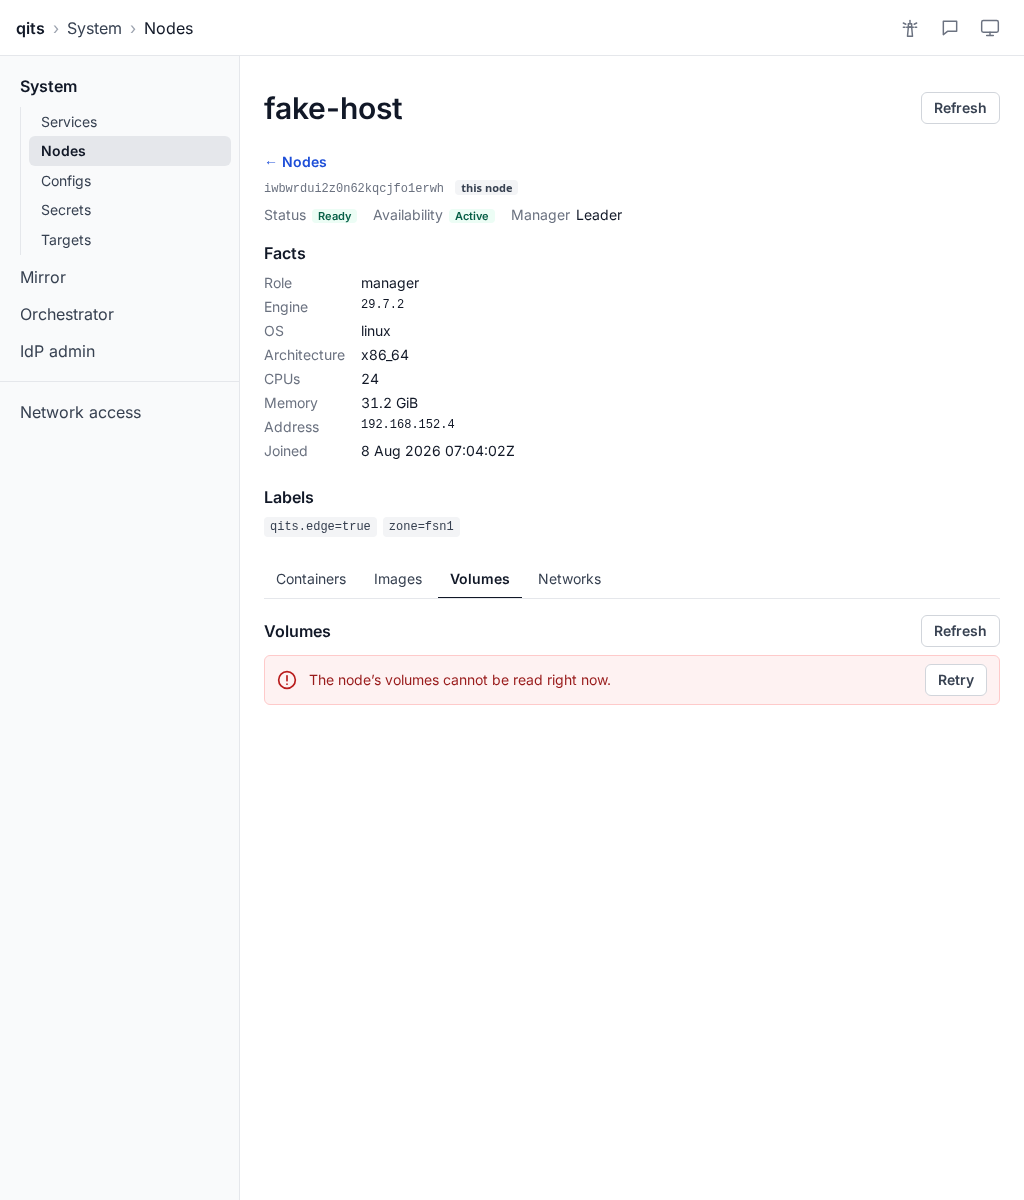 qits › System › Nodes
System
Services
Nodes
Configs
Secrets
Targets
Mirror
Orchestrator
IdP admin
Network access
fake-host
Refresh
← Nodes
iwbwrdui2z0n62kqcjfo1erwh this node
Status Ready Availability Active Manager Leader
Facts
Role manager
Engine 29.7.2
OS linux
Architecture x86_64
CPUs 24
Memory 31.2 GiB
Address 192.168.152.4
Joined 8 Aug 2026 07:04:02Z
Labels
qits.edge=true zone=fsn1
Containers Images Volumes Networks
Volumes Refresh
The node’s volumes cannot be read right now. Retry